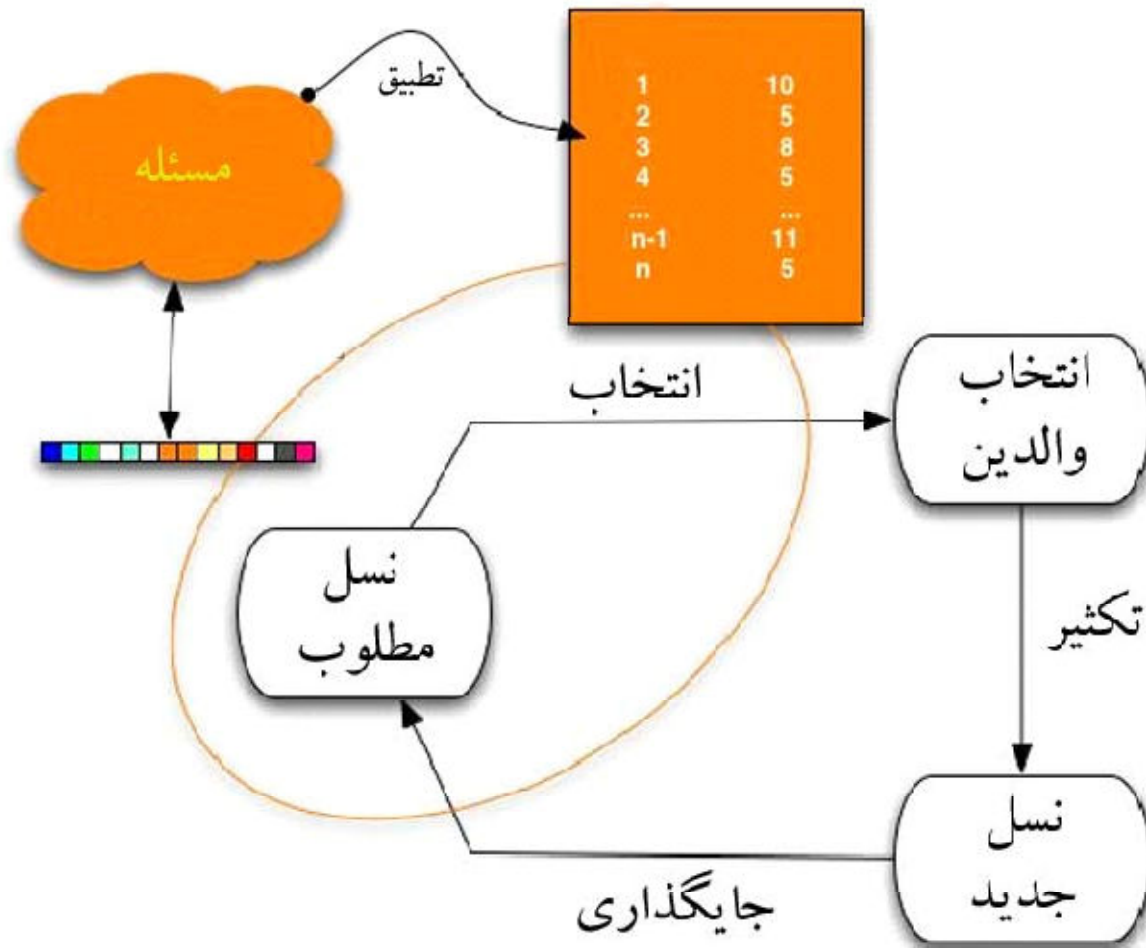 تطبیق
مسئله
1 10
2 5
3 8
4 5
... ...
n-1 11
n 5
انتخاب
انتخاب
والدین
نسل
مطلوب
تکثیر
نسل
جدید
جایگذاری